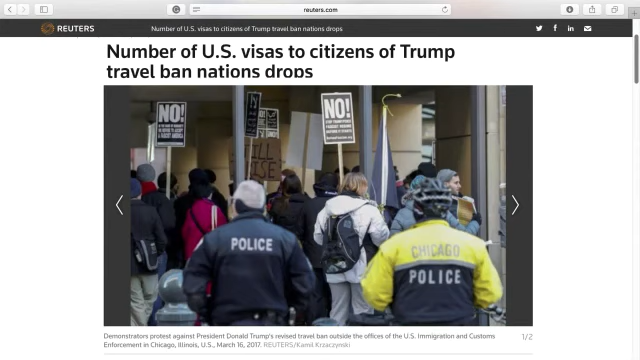 reuters.com
REUTERS
Number of U.S. visas to citizens of Trump travel ban nations drops
Number of U.S. visas to citizens of Trump
travel ban nations drops
NO!
NO!
POLICE
CHICAGO
POLICE
Demonstrators protest against President Donald Trump's revised travel ban outside the offices of the U.S. Immigration and Customs
Enforcement in Chicago, Illinois, U.S., March 16, 2017. REUTERS/Kamil Krzaczynski
1/2